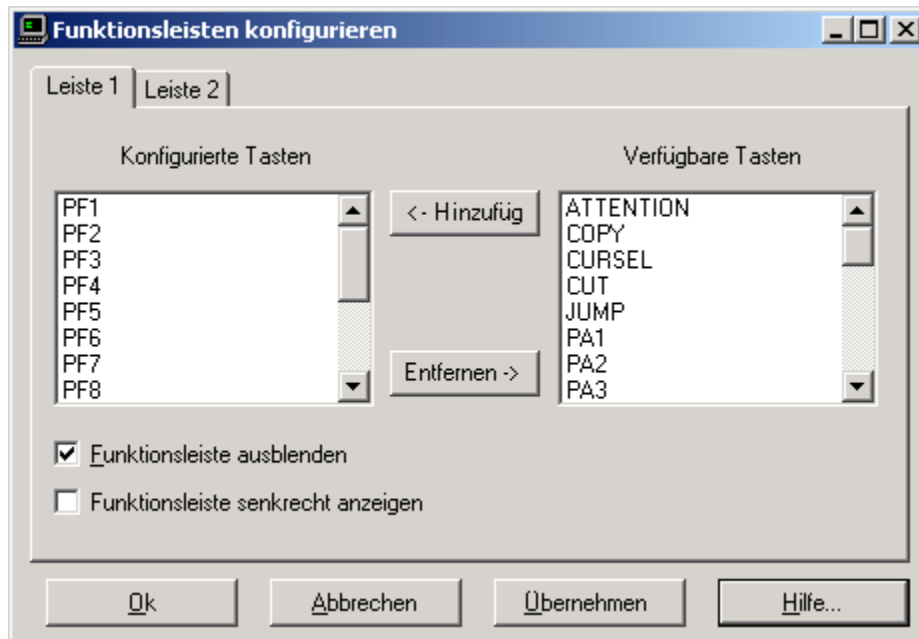 Funktionsleisten konfigurieren
Leiste 1 Leiste 2
Konfigurierte Tasten
PF1
PF2
PF3
PF4
PF5
PF6
PF7
PF8
<- Hinzufüg
Entfernen ->
Verfügbare Tasten
ATTENTION
COPY
CURSEL
CUT
JUMP
PA1
PA2
PA3
Funktionsleiste ausblenden
Funktionsleiste senkrecht anzeigen
Ok Abbrechen Übernehmen Hilfe...